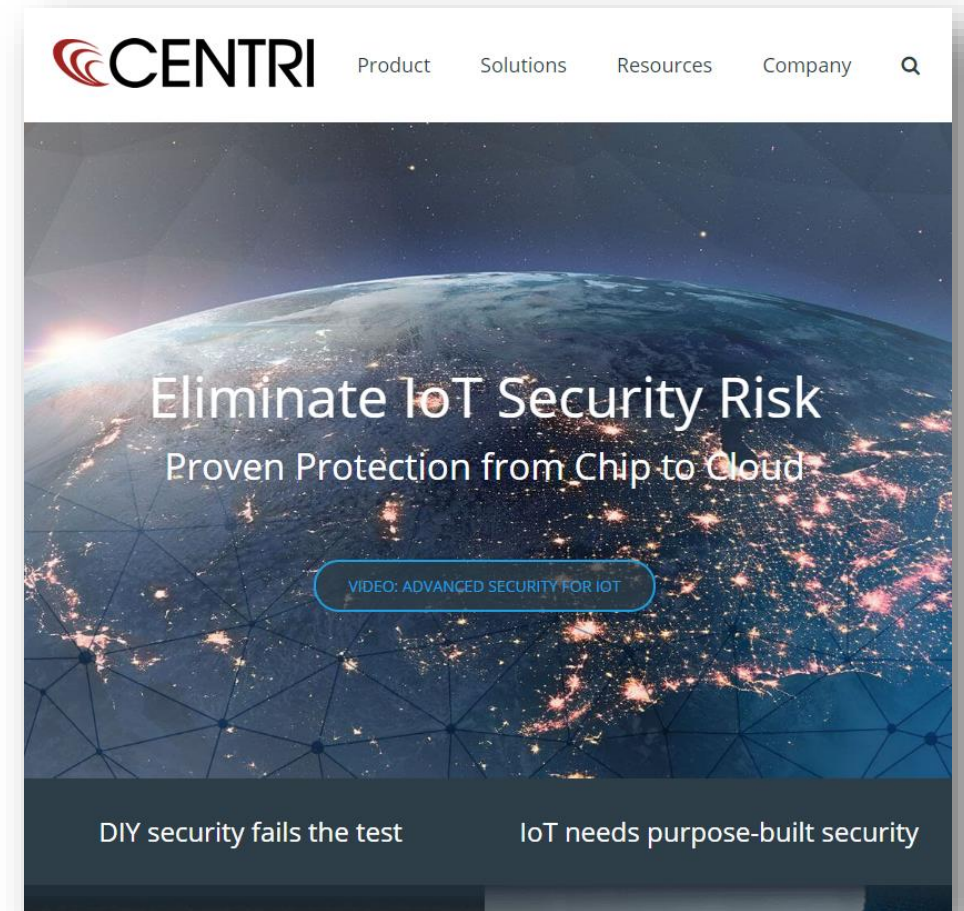 CENTRI
Product Solutions Resources Company
Eliminate IoT Security Risk
Proven Protection from Chip to Cloud
VIDEO: ADVANCED SECURITY FOR IOT
DIY security fails the test
IoT needs purpose-built security